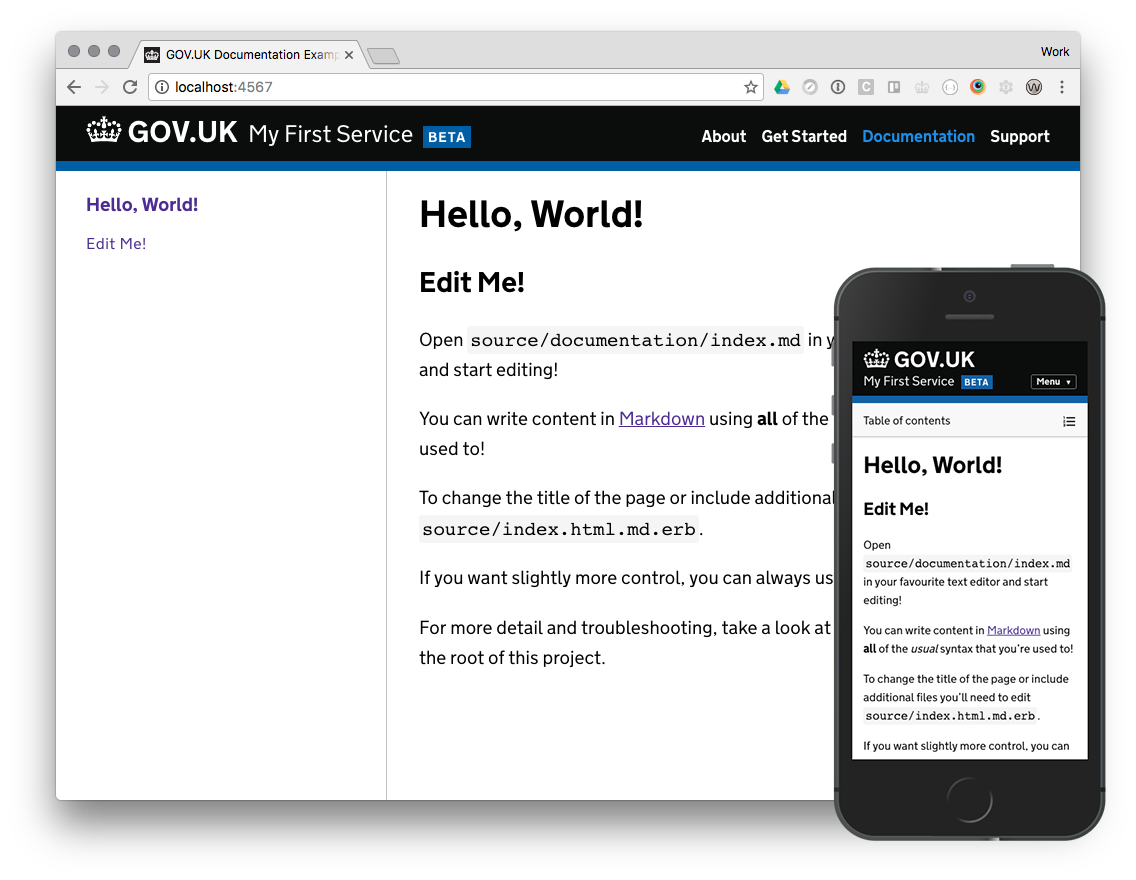 GOV.UK Documentation Examp
Work
localhost:4567
GOV.UK My First Service BETA
About Get Started Documentation Support
Hello, World!
Edit Me!
Hello, World!
Edit Me!
Open source/documentation/index.md in y
and start editing!
You can write content in Markdown using all of the
used to!
To change the title of the page or include additional
source/index.html.md.erb.
If you want slightly more control, you can always us
For more detail and troubleshooting, take a look at
the root of this project.
GOV.UK
My First Service BETA Menu ▼
Table of contents
Hello, World!
Edit Me!
Open
source/documentation/index.md
in your favourite text editor and start
editing!
You can write content in Markdown using
all of the usual syntax that you're used to!
To change the title of the page or include
additional files you'll need to edit
source/index.html.md.erb.
If you want slightly more control, you can